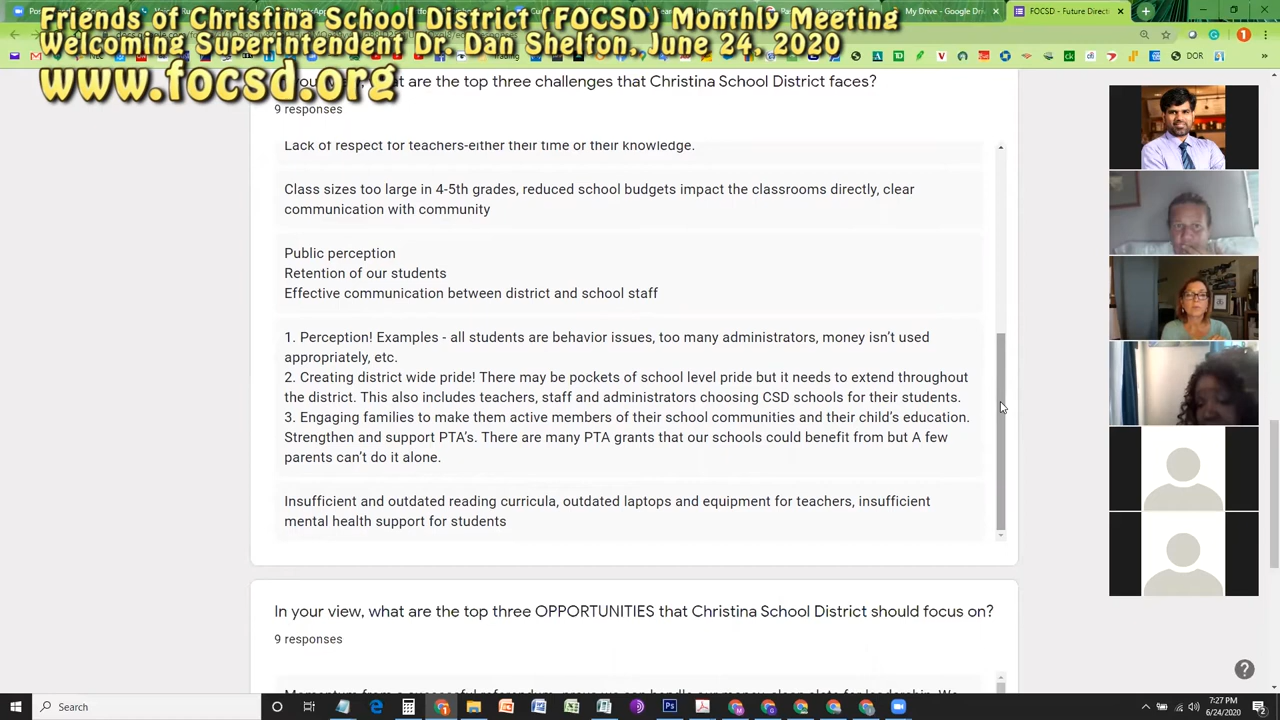 Friends of Christina School District (FOCSD) Monthly Meeting
Welcoming Superintendent Dr. Dan Shelton, June 24, 2020
www.focsd.org
My Drive - Google Dri
FOCSD - Future Direct
DOR
what are the top three challenges that Christina School District faces?
9 responses
Lack of respect for teachers-either their time or their knowledge.
Class sizes too large in 4-5th grades, reduced school budgets impact the classrooms directly, clear
communication with community
Public perception
Retention of our students
Effective communication between district and school staff
1. Perception! Examples - all students are behavior issues, too many administrators, money isn't used
appropriately, etc.
2. Creating district wide pride! There may be pockets of school level pride but it needs to extend throughout
the district. This also includes teachers, staff and administrators choosing CSD schools for their students.
3. Engaging families to make them active members of their school communities and their child's education.
Strengthen and support PTA's. There are many PTA grants that our schools could benefit from but A few
parents can't do it alone.
Insufficient and outdated reading curricula, outdated laptops and equipment for teachers, insufficient
mental health support for students
In your view, what are the top three OPPORTUNITIES that Christina School District should focus on?
9 responses
Search
7:27 PM
6/24/2020